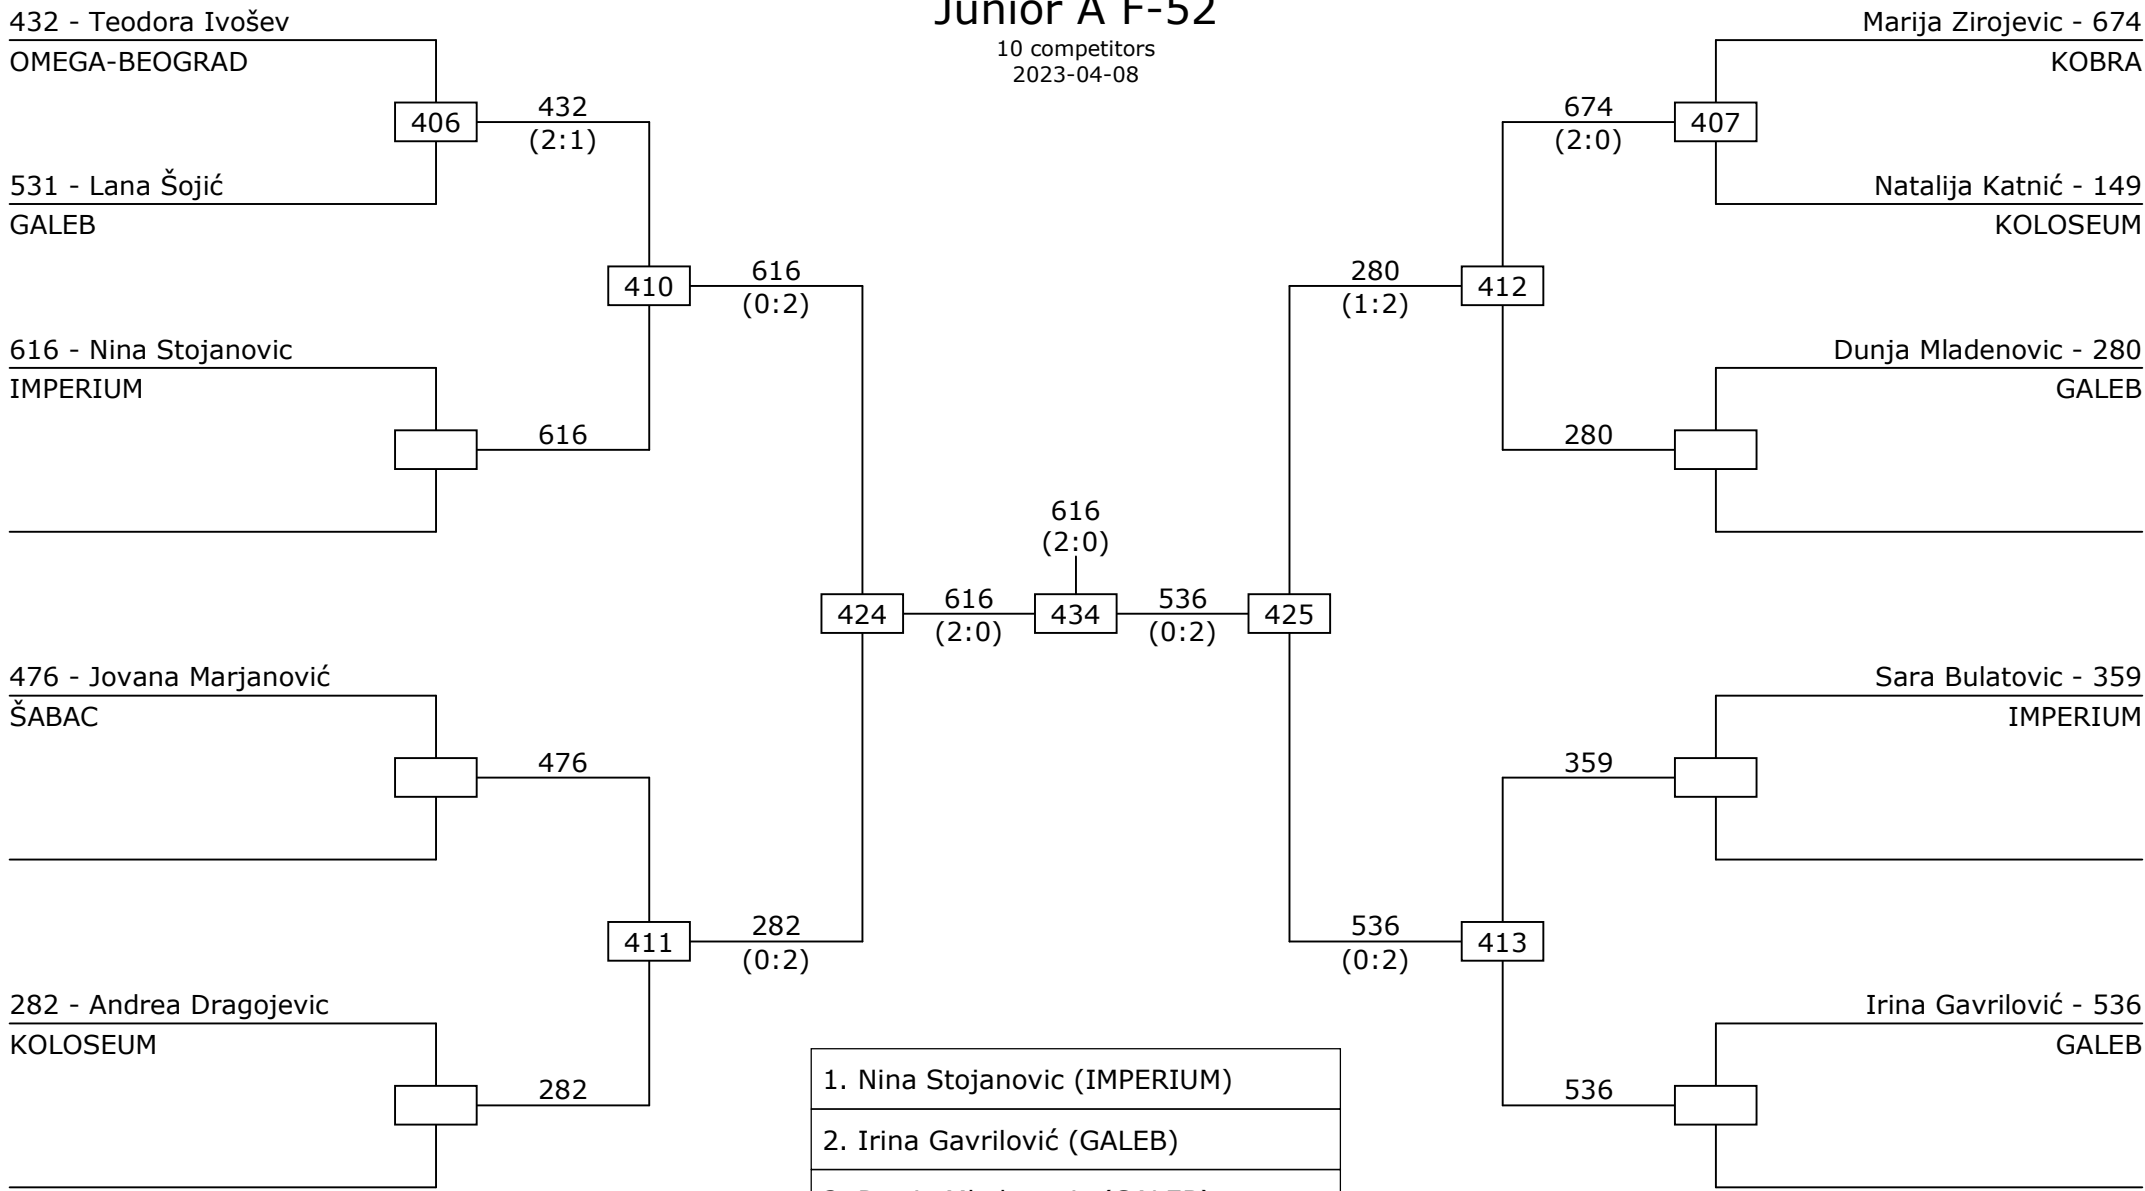 Junior A F-52
10 competitors
2023-04-08
432 - Teodora Ivošev
OMEGA-BEOGRAD
406
432
(2:1)
531 - Lana Šojić
GALEB
410
616
(0:2)
616 - Nina Stojanovic
IMPERIUM
616
476 - Jovana Marjanović
ŠABAC
476
411
282
(0:2)
282 - Andrea Dragojevic
KOLOSEUM
282
424
616
(2:0)
616
(2:0)
434
536
(0:2)
425
Marija Zirojevic - 674
KOBRA
674
(2:0)
407
Natalija Katnić - 149
KOLOSEUM
280
(1:2)
412
Dunja Mladenovic - 280
GALEB
280
Sara Bulatovic - 359
IMPERIUM
359
536
(0:2)
413
Irina Gavrilović - 536
GALEB
536
1. Nina Stojanovic (IMPERIUM)
2. Irina Gavrilović (GALEB)